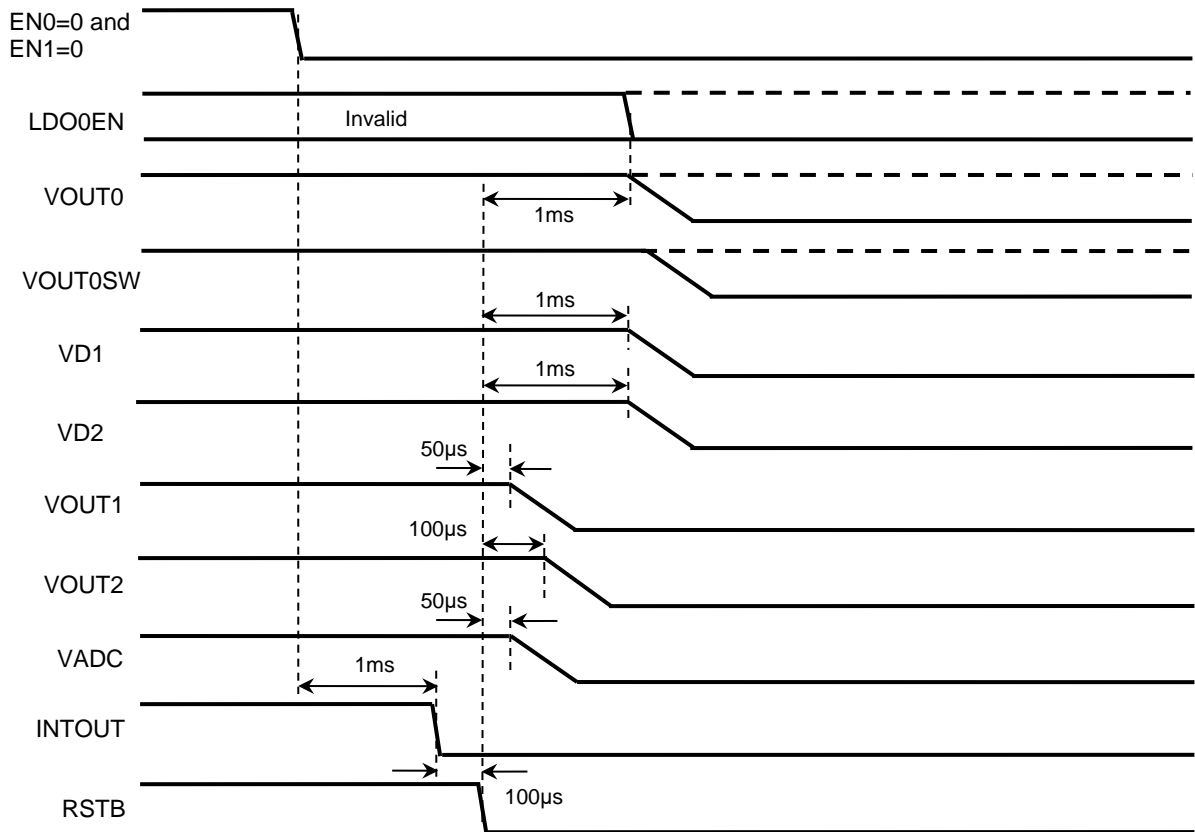 EN0=0 and
EN1=0
LDO0EN
Invalid
VOUT0
1ms
VOUT0SW
1ms
VD1
1ms
VD2
50µs
VOUT1
100µs
VOUT2
50µs
VADC
1ms
INTOUT
100µs
RSTB